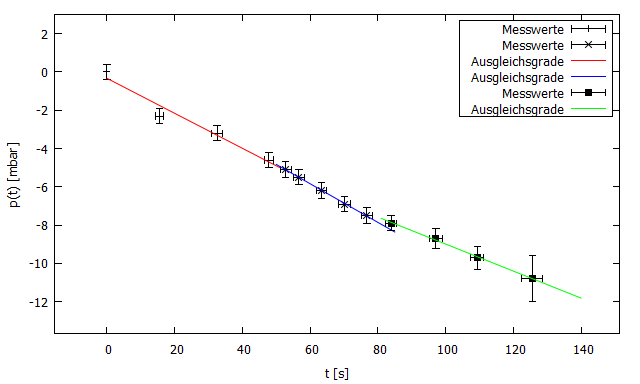 Messwerte
Messwerte
Ausgleichsgrade
Ausgleichsgrade
Messwerte
Ausgleichsgrade
p(t) [mbar]
2
0
-2
-4
-6
-8
-10
-12
0 20 40 60 80 100 120 140
t [s]